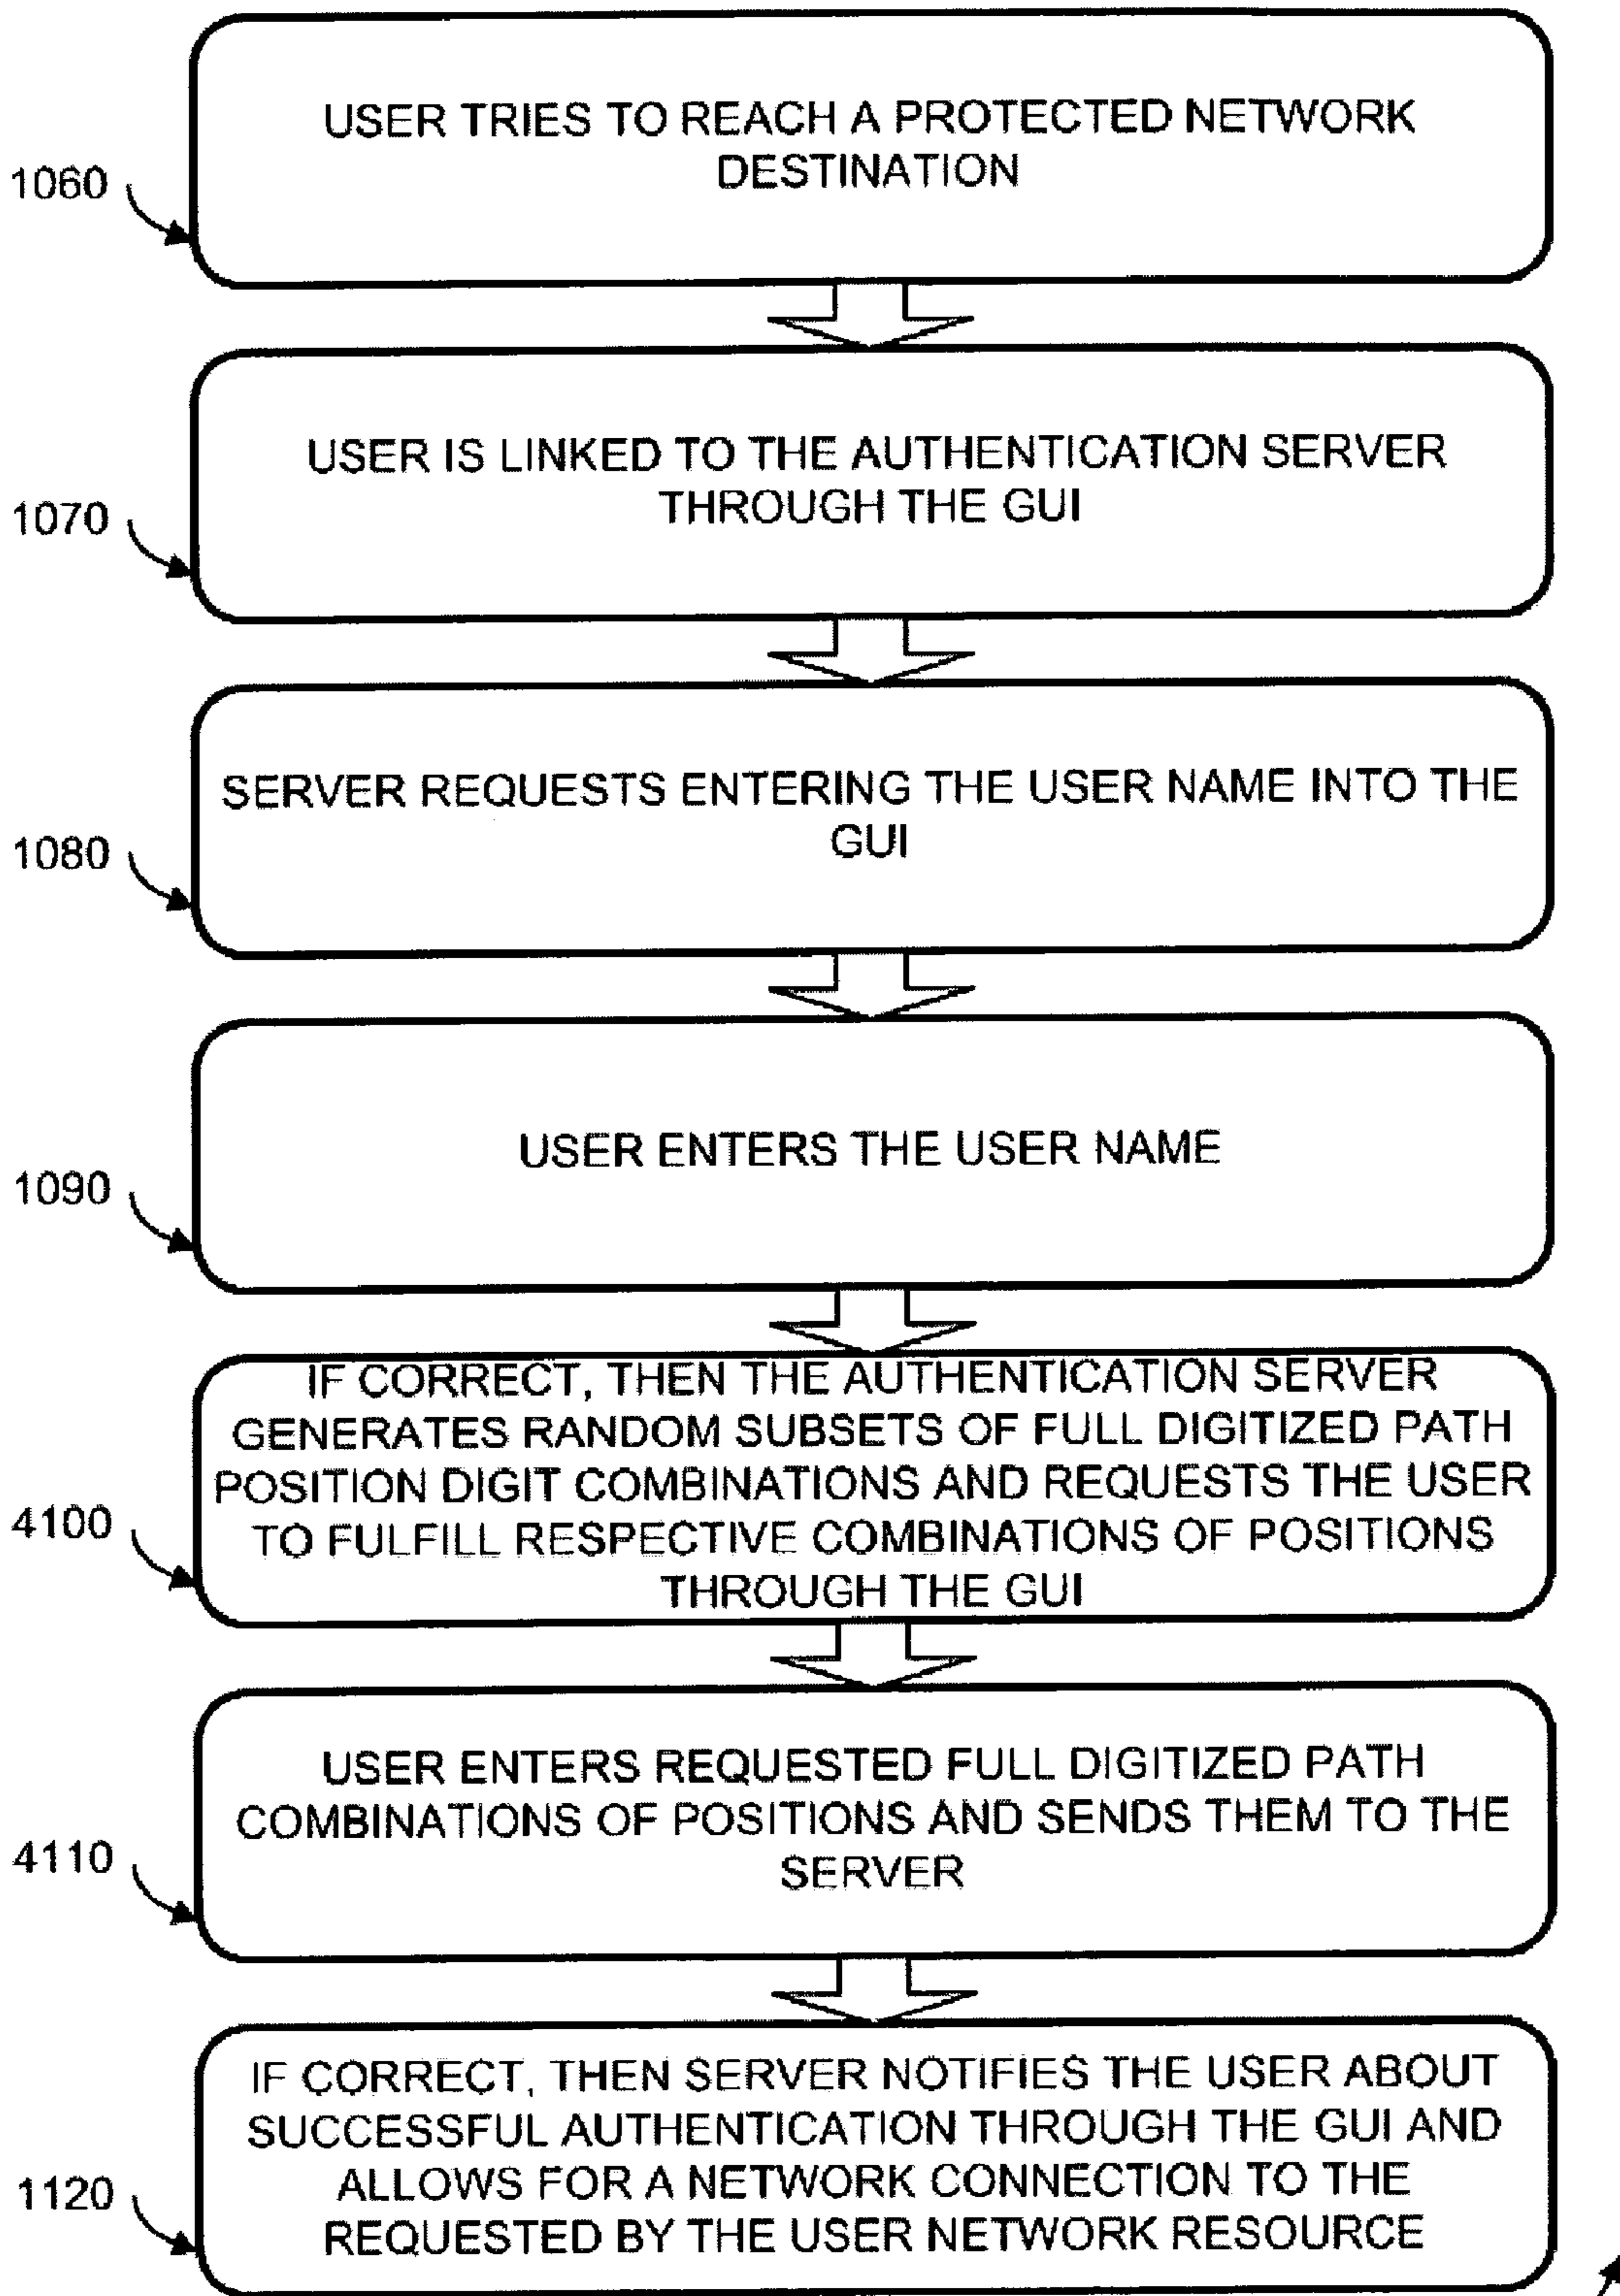 USER TRIES TO REACH A PROTECTED NETWORK
DESTINATION
1060
USER IS LINKED TO THE AUTHENTICATION SERVER
THROUGH THE GUI
1070
SERVER REQUESTS ENTERING THE USER NAME INTO THE
GUI
1080
USER ENTERS THE USER NAME
1090
IF CORRECT, THEN THE AUTHENTICATION SERVER
GENERATES RANDOM SUBSETS OF FULL DIGITIZED PATH
POSITION DIGIT COMBINATIONS AND REQUESTS THE USER
TO FULFILL RESPECTIVE COMBINATIONS OF POSITIONS
THROUGH THE GUI
4100
USER ENTERS REQUESTED FULL DIGITIZED PATH
COMBINATIONS OF POSITIONS AND SENDS THEM TO THE
SERVER
4110
IF CORRECT, THEN SERVER NOTIFIES THE USER ABOUT
SUCCESSFUL AUTHENTICATION THROUGH THE GUI AND
ALLOWS FOR A NETWORK CONNECTION TO THE
REQUESTED BY THE USER NETWORK RESOURCE
1120